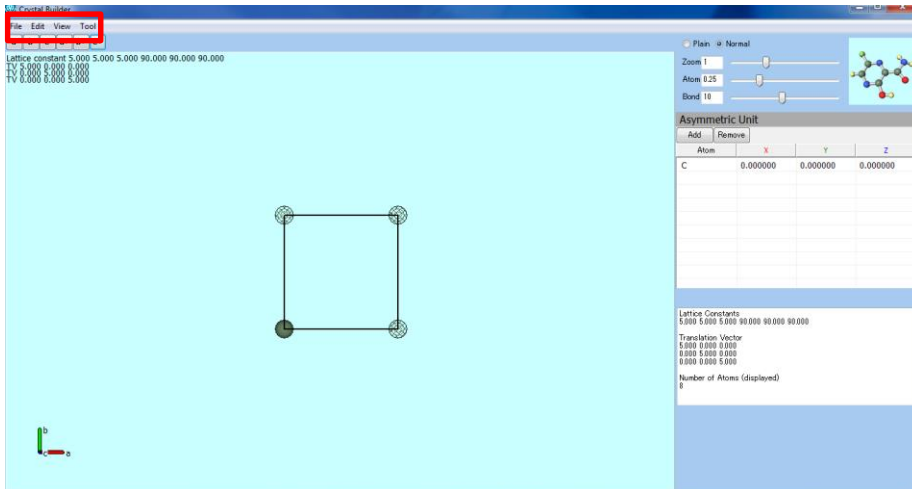 Crystal Builder
File Edit View Tool
Lattice constant 5.000 5.000 5.000 90.000 90.000 90.000
TV 5.000 0.000 0.000
TV 0.000 5.000 0.000
TV 0.000 0.000 5.000
Plain Normal
Zoom 1
Atom 0.25
Bond 10
Asymmetric Unit
Add Remove
Atom X Y Z
C 0.000000 0.000000 0.000000
Lattice Constants
5.000 5.000 5.000 90.000 90.000 90.000
Translation Vector
5.000 0.000 0.000
0.000 5.000 0.000
0.000 0.000 5.000
Number of Atoms (displayed)
8
b
c a